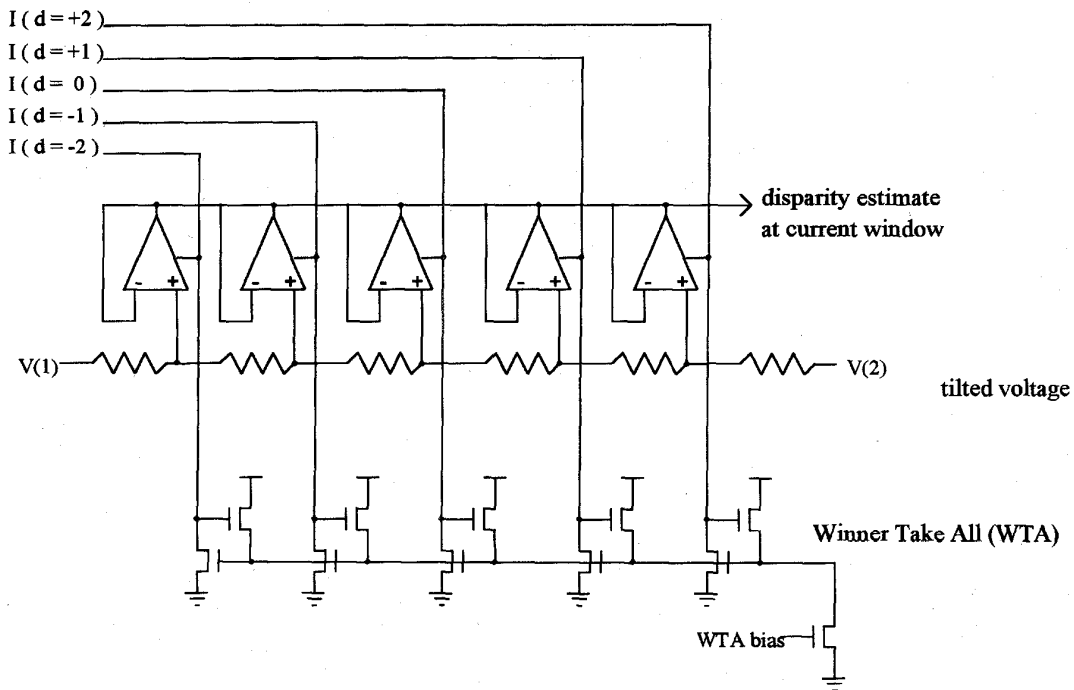 I ( d = +2 )
I ( d = +1 )
I ( d =  0 )
I ( d = -1 )
I ( d = -2 )
disparity estimate
at current window
- +
- +
- +
- +
- +
V(1)
V(2)
tilted voltage
Winner Take All (WTA)
WTA bias